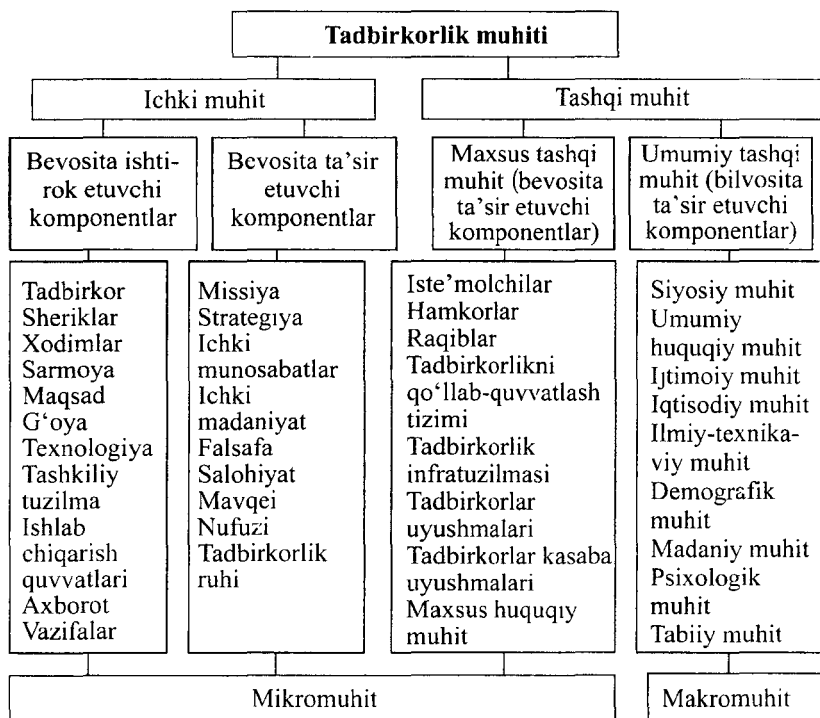 Tadbirkorlik muhiti
Ichki muhit
Tashqi muhit
Bevosita ishti-
rok etuvchi
komponentlar
Bevosita ta’sir
etuvchi
komponentlar
Maxsus tashqi
muhit (bevosita
ta’sir etuvchi
komponentlar)
Umumiy tashqi
muhit (bilvosita
ta’sir etuvchi
komponentlar)
Tadbirkor
Sheriklar
Xodimlar
Sarmoya
Maqsad
G‘oya
Texnologiya
Tashkiliy
tuzilma
Ishlab
chiqarish
quvvatlari
Axborot
Vazifalar
Missiya
Strategiya
Ichki
munosabatlar
Ichki
madaniyat
Falsafa
Salohiyat
Mavqei
Nufuzi
Tadbirkorlik
ruhi
Iste’molchilar
Hamkorlar
Raqiblar
Tadbirkorlikni
qo‘llab-quvvatlash
tizimi
Tadbirkorlik
infratuzilmasi
Tadbirkorlar
uyushmalari
Tadbirkorlar kasaba
uyushmalari
Maxsus huquqiy
muhit
Siyosiy muhit
Umumiy
huquqiy muhit
Ijtimoiy muhit
Iqtisodiy muhit
Ilmiy-texnika-
viy muhit
Demografik
muhit
Madaniy muhit
Psixologik
muhit
Tabiiy muhit
Mikromuhit
Makromuhit